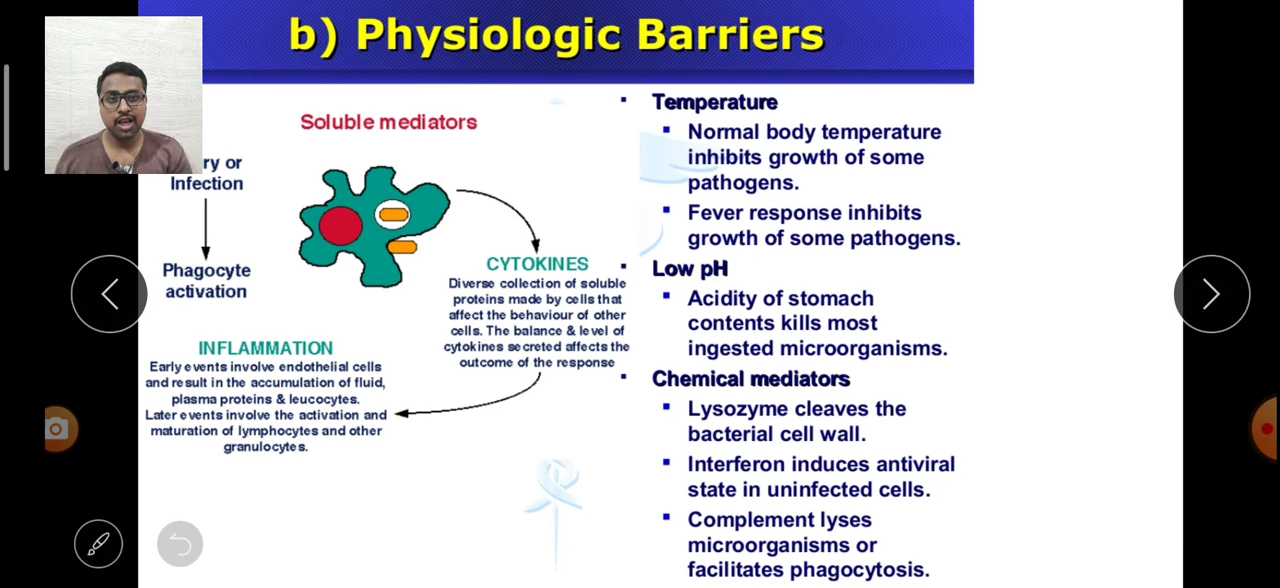 b) Physiologic Barriers
Soluble mediators
ry or
Infection
Phagocyte
activation
CYTOKINES
Diverse collection of soluble
proteins made by cells that
affect the behaviour of other
cells. The balance & level of
cytokines secreted affects the
outcome of the response
INFLAMMATION
Early events involve endothelial cells
and result in the accumulation of fluid,
plasma proteins & leucocytes.
Later events involve the activation and
maturation of lymphocytes and other
granulocytes.
Temperature
Normal body temperature
inhibits growth of some
pathogens.
Fever response inhibits
growth of some pathogens.
Low pH
Acidity of stomach
contents kills most
ingested microorganisms.
Chemical mediators
Lysozyme cleaves the
bacterial cell wall.
Interferon induces antiviral
state in uninfected cells.
Complement lyses
microorganisms or
facilitates phagocytosis.